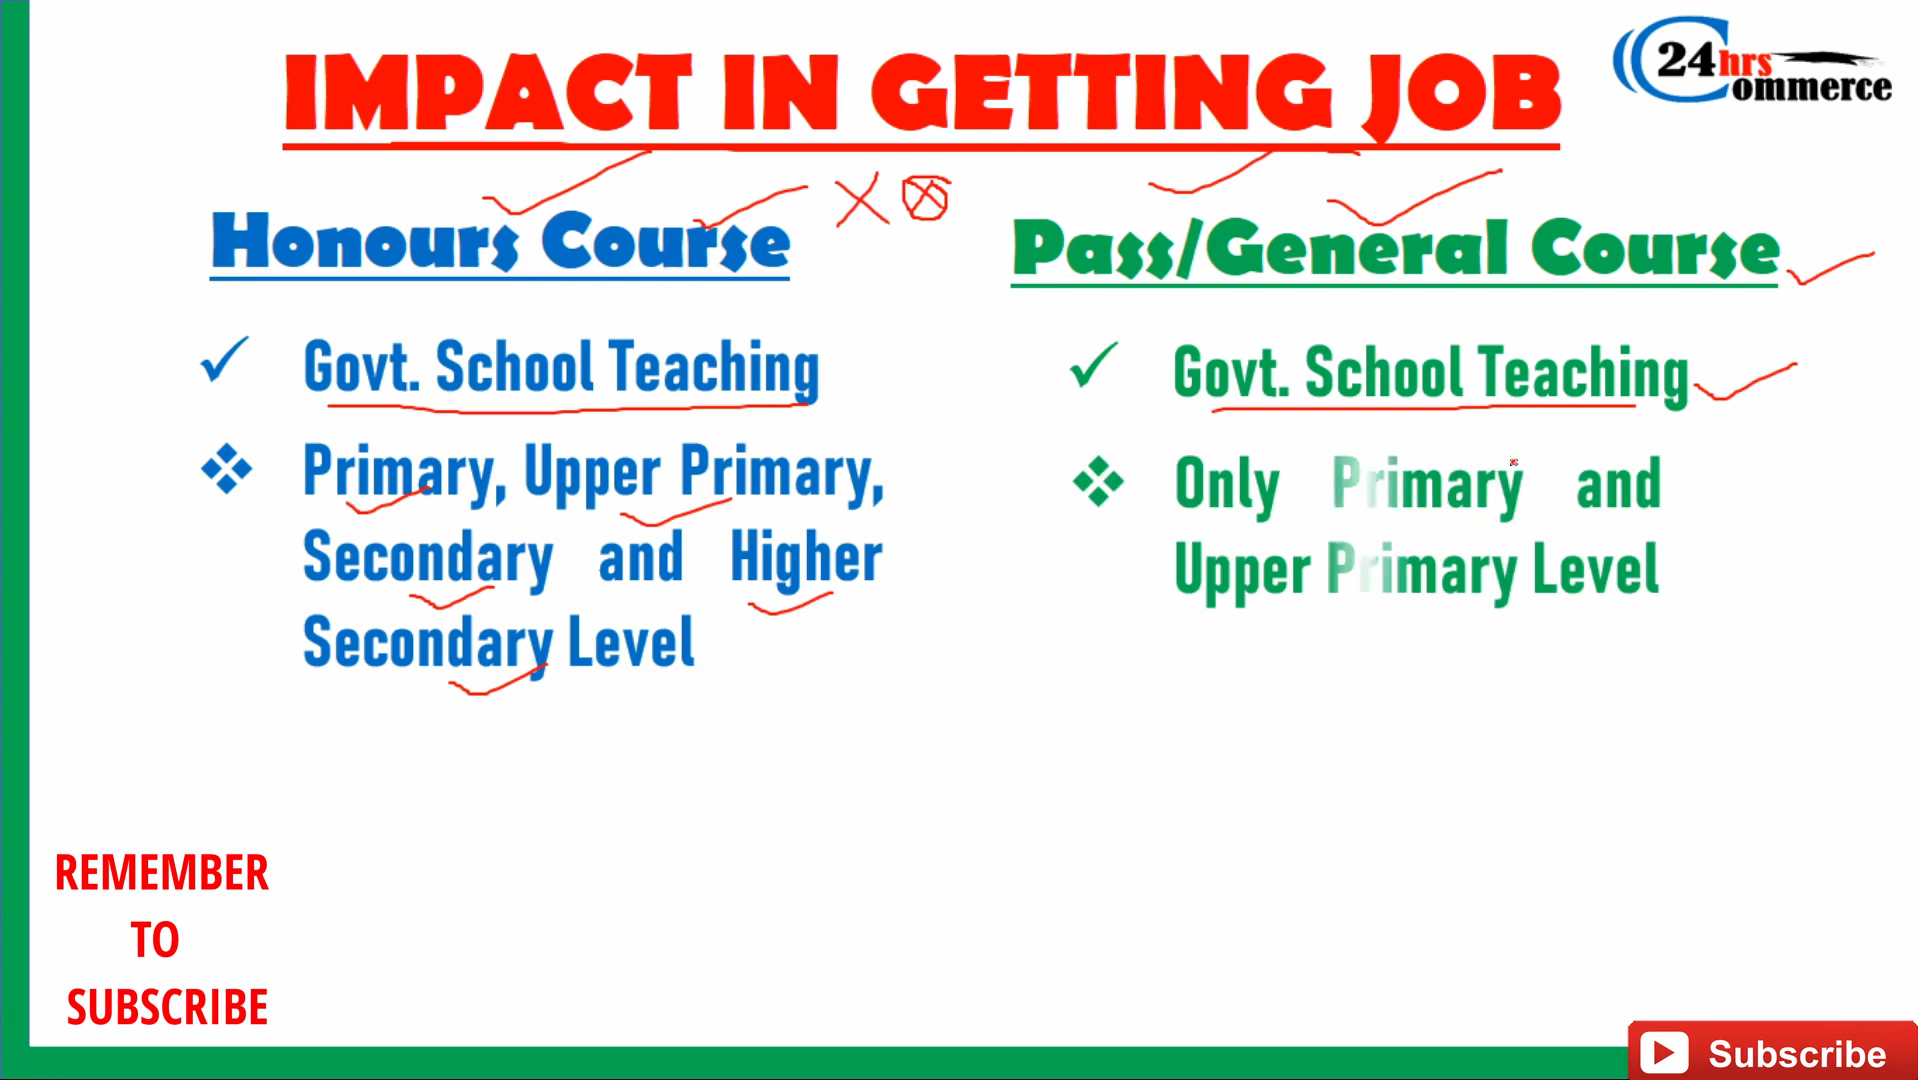 IMPACT IN GETTING JOB
24hrs
Commerce
Honours Course
Govt. School Teaching
Primary, Upper Primary,
Secondary and Higher
Secondary Level
Pass/General Course
Govt. School Teaching
Only Primary and
Upper Primary Level
REMEMBER
TO
SUBSCRIBE
Subscribe